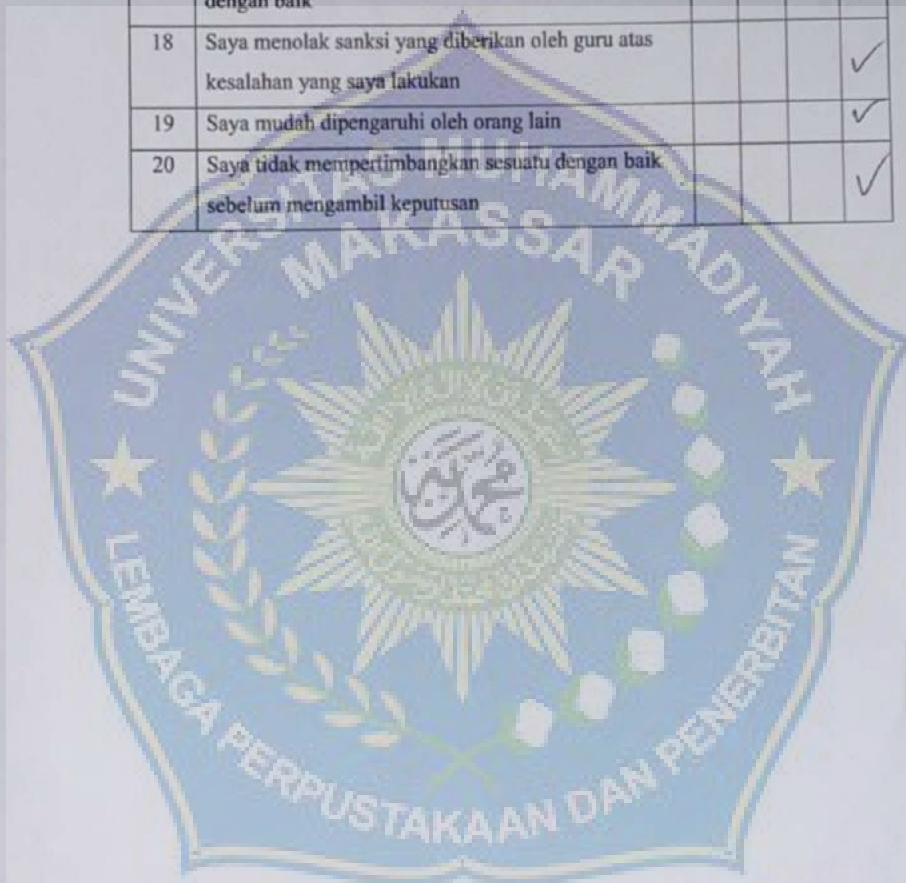 dengan baik
18 Saya menolak sanksi yang diberikan oleh guru atas
kesalahan yang saya lakukan ✓
19 Saya mudah dipengaruhi oleh orang lain ✓
20 Saya tidak mempertimbangkan sesuatu dengan baik
sebelum mengambil keputusan ✓
UNIVERSITAS MUHAMMADIYAH
MAKASSAR
LEMBAGA PERPUSTAKAAN DAN PENERBITAN